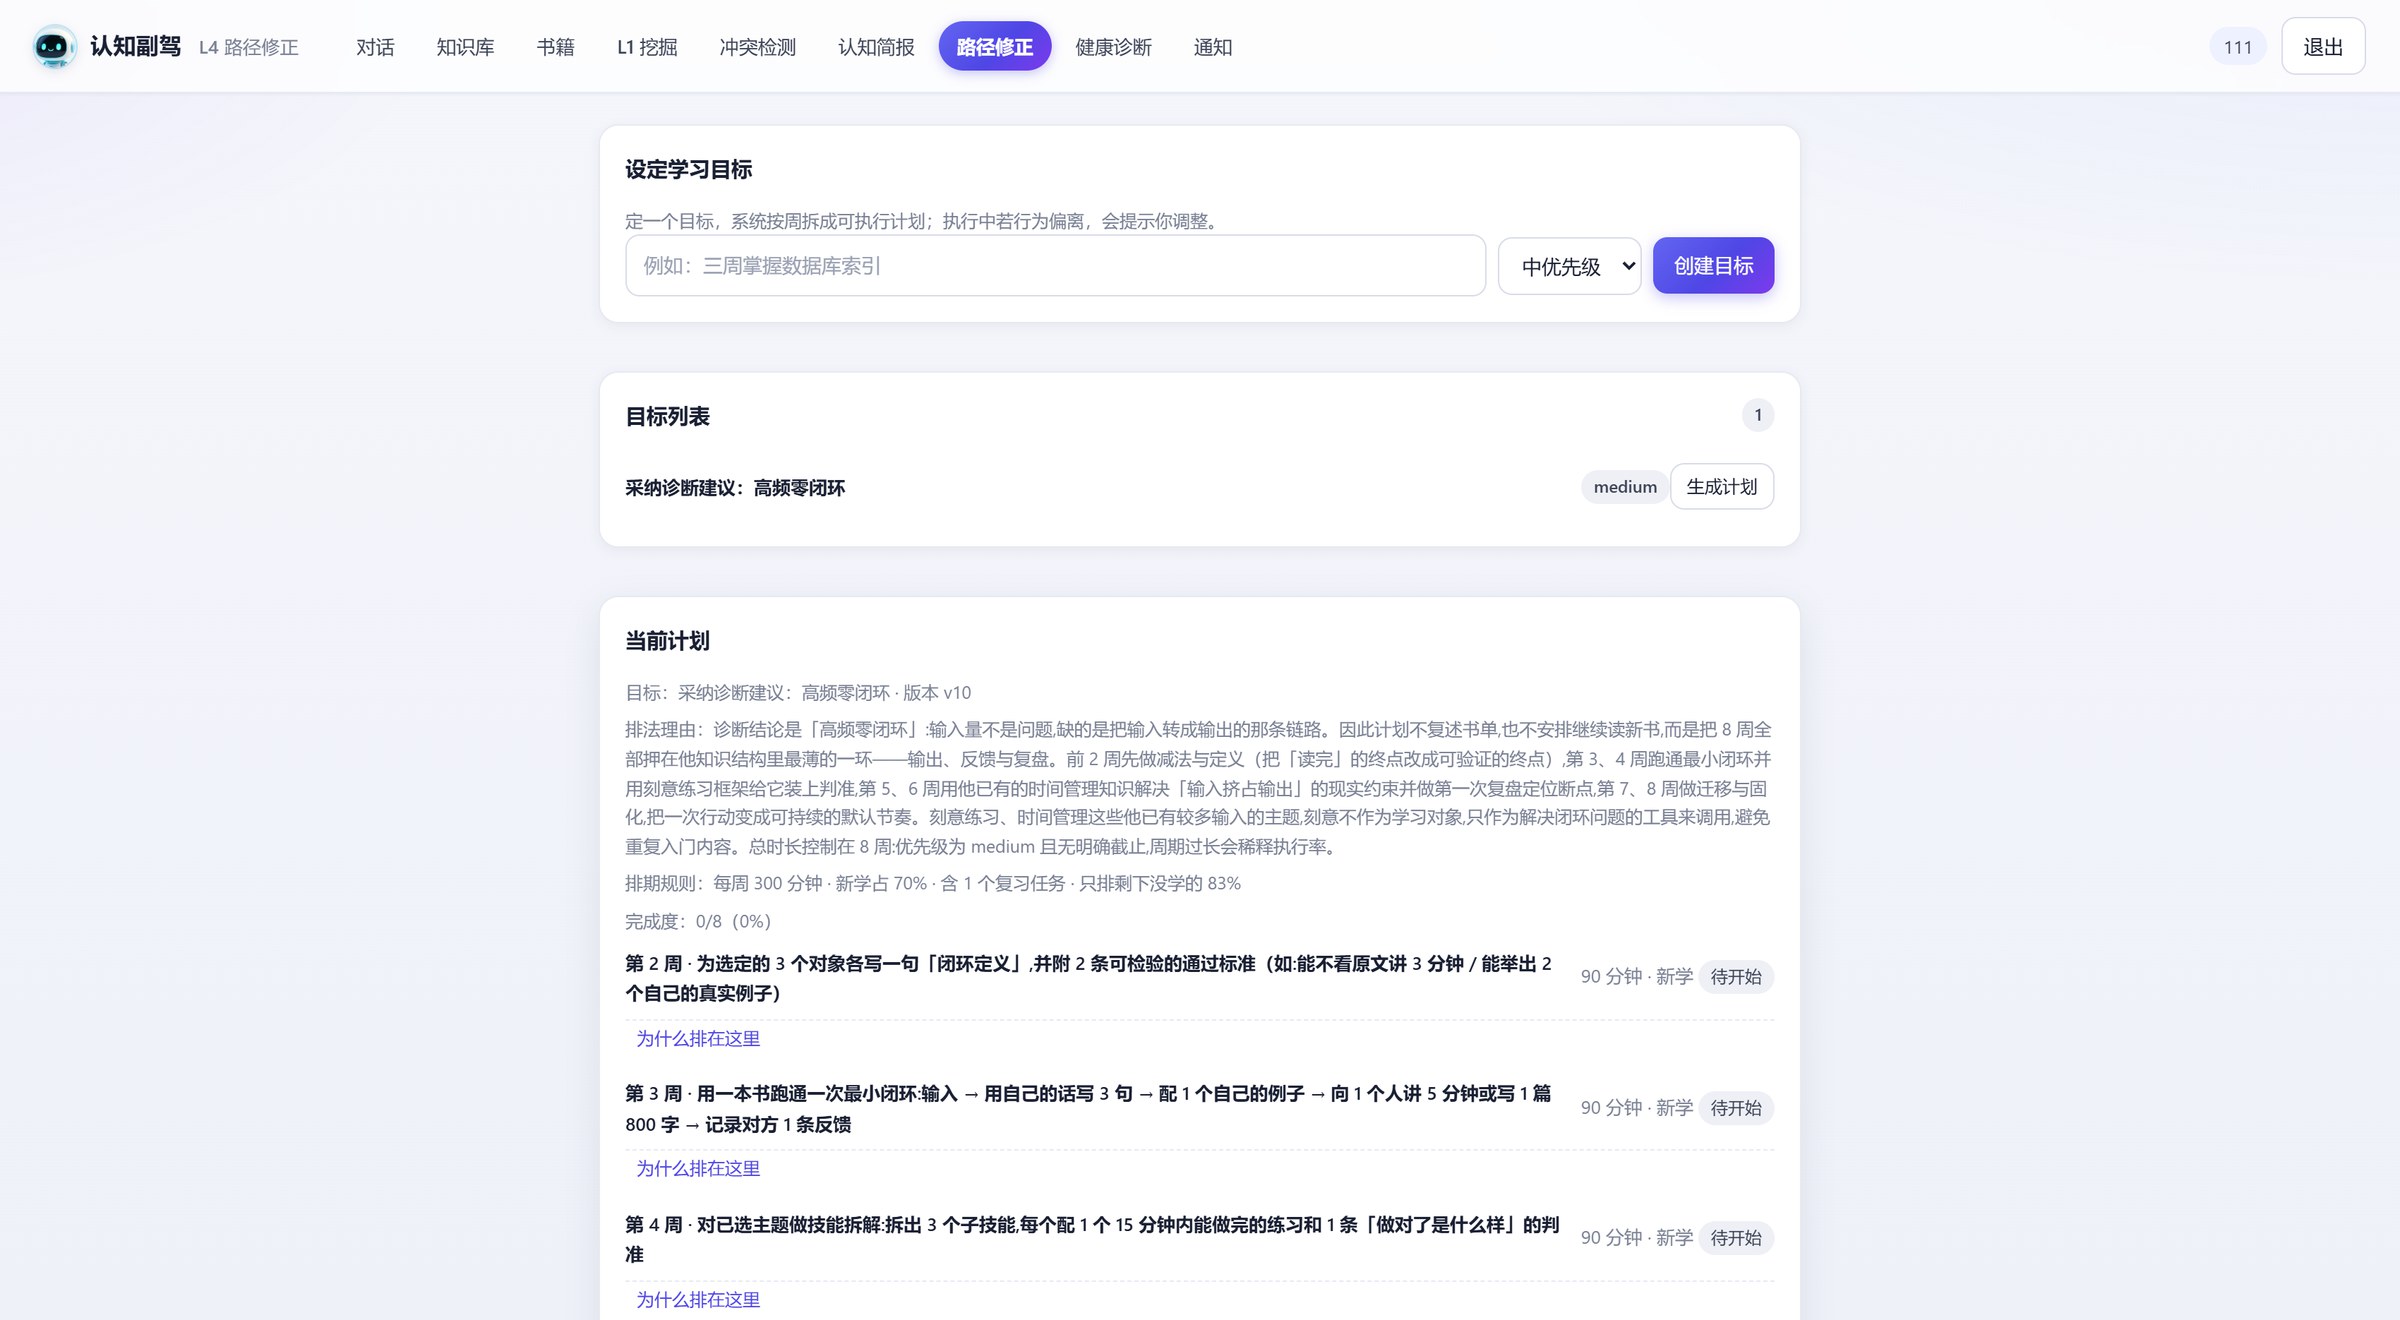 认知副驾 L4 路径修正 对话 知识库 书籍 L1 挖掘 冲突检测 认知简报 路径修正 健康诊断 通知 111 退出
设定学习目标
定一个目标，系统按周拆成可执行计划；执行中若行为偏离，会提示你调整。
例如：三周掌握数据库索引 中优先级 创建目标
目标列表 1
采纳诊断建议：高频零闭环 medium 生成计划
当前计划
目标：采纳诊断建议：高频零闭环 · 版本 v10
排法理由：诊断结论是「高频零闭环」:输入量不是问题,缺的是把输入转成输出的那条链路。因此计划不复述书单,也不安排继续读新书,而是把 8 周全
部押在他知识结构里最薄的一环——输出、反馈与复盘。前 2 周先做减法与定义（把「读完」的终点改成可验证的终点）,第 3、4 周跑通最小闭环并
用刻意练习框架给它装上判准,第 5、6 周用他已有的时间管理知识解决「输入挤占输出」的现实约束并做第一次复盘定位断点,第 7、8 周做迁移与固
化,把一次行动变成可持续的默认节奏。刻意练习、时间管理这些他已有较多输入的主题,刻意不作为学习对象,只作为解决闭环问题的工具来调用,避免
重复入门内容。总时长控制在 8 周:优先级为 medium 且无明确截止,周期过长会稀释执行率。
排期规则：每周 300 分钟 · 新学占 70% · 含 1 个复习任务 · 只排剩下没学的 83%
完成度：0/8（0%）
第 2 周 · 为选定的 3 个对象各写一句「闭环定义」,并附 2 条可检验的通过标准（如:能不看原文讲 3 分钟 / 能举出 2
个自己的真实例子）
90 分钟 · 新学 待开始
为什么排在这里
第 3 周 · 用一本书跑通一次最小闭环:输入 → 用自己的话写 3 句 → 配 1 个自己的例子 → 向 1 个人讲 5 分钟或写 1 篇
800 字 → 记录对方 1 条反馈
90 分钟 · 新学 待开始
为什么排在这里
第 4 周 · 对已选主题做技能拆解:拆出 3 个子技能,每个配 1 个 15 分钟内能做完的练习和 1 条「做对了是什么样」的判
准
90 分钟 · 新学 待开始
为什么排在这里